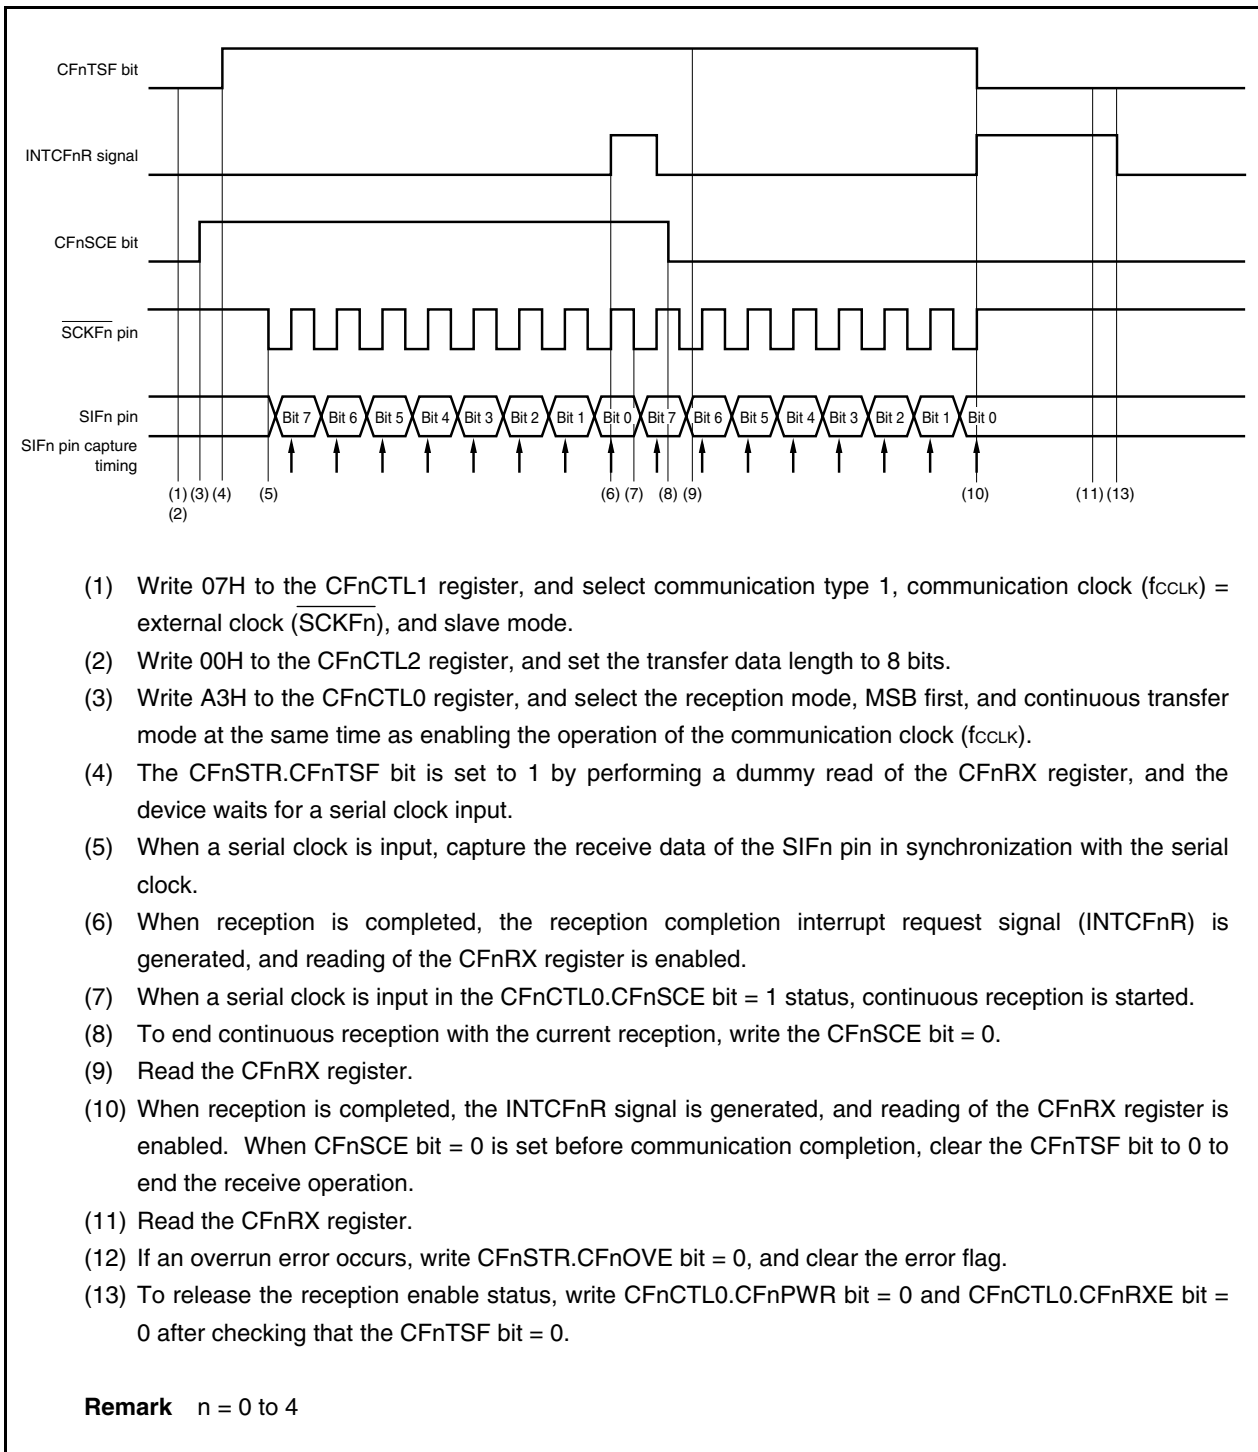 CFnTSF bit
INTCFnR signal
CFnSCE bit
SCKFn pin
SIFn pin
Bit 7 Bit 6 Bit 5 Bit 4 Bit 3 Bit 2 Bit 1 Bit 0 Bit 7 Bit 6 Bit 5 Bit 4 Bit 3 Bit 2 Bit 1 Bit 0
SIFn pin capture
timing
(1) (3) (4) (5) (6) (7) (8) (9) (10) (11) (13)
(2)
(1) Write 07H to the CFnCTL1 register, and select communication type 1, communication clock (fCCLK) =
external clock (SCKFn), and slave mode.
(2) Write 00H to the CFnCTL2 register, and set the transfer data length to 8 bits.
(3) Write A3H to the CFnCTL0 register, and select the reception mode, MSB first, and continuous transfer
mode at the same time as enabling the operation of the communication clock (fCCLK).
(4) The CFnSTR.CFnTSF bit is set to 1 by performing a dummy read of the CFnRX register, and the
device waits for a serial clock input.
(5) When a serial clock is input, capture the receive data of the SIFn pin in synchronization with the serial
clock.
(6) When reception is completed, the reception completion interrupt request signal (INTCFnR) is
generated, and reading of the CFnRX register is enabled.
(7) When a serial clock is input in the CFnCTL0.CFnSCE bit = 1 status, continuous reception is started.
(8) To end continuous reception with the current reception, write the CFnSCE bit = 0.
(9) Read the CFnRX register.
(10) When reception is completed, the INTCFnR signal is generated, and reading of the CFnRX register is
enabled. When CFnSCE bit = 0 is set before communication completion, clear the CFnTSF bit to 0 to
end the receive operation.
(11) Read the CFnRX register.
(12) If an overrun error occurs, write CFnSTR.CFnOVE bit = 0, and clear the error flag.
(13) To release the reception enable status, write CFnCTL0.CFnPWR bit = 0 and CFnCTL0.CFnRXE bit =
0 after checking that the CFnTSF bit = 0.
Remark n = 0 to 4